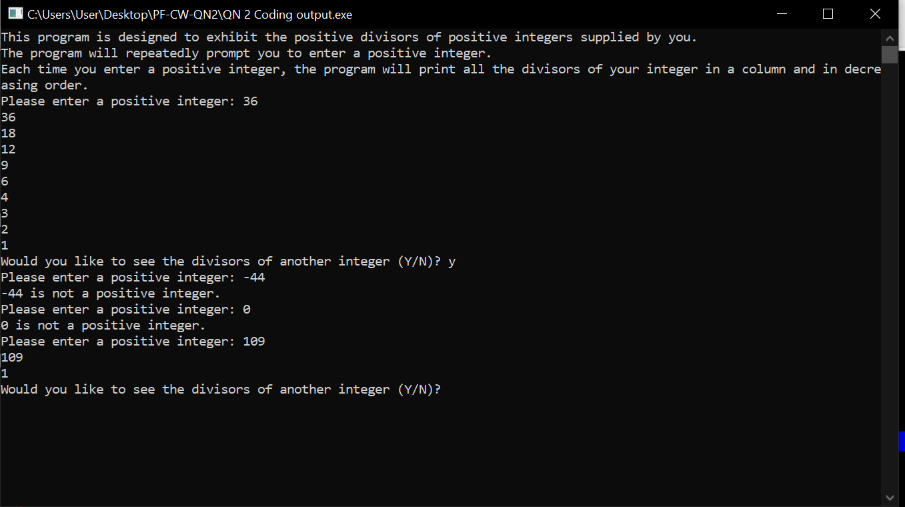 C:\Users\User\Desktop\PF-CW-QN2\QN 2 Coding output.exe
This program is designed to exhibit the positive divisors of positive integers supplied by you.
The program will repeatedly prompt you to enter a positive integer.
Each time you enter a positive integer, the program will print all the divisors of your integer in a column and in decre
asing order.
Please enter a positive integer: 36
36
18
12
9
6
4
3
2
1
Would you like to see the divisors of another integer (Y/N)? y
Please enter a positive integer: -44
-44 is not a positive integer.
Please enter a positive integer: 0
0 is not a positive integer.
Please enter a positive integer: 109
109
1
Would you like to see the divisors of another integer (Y/N)?